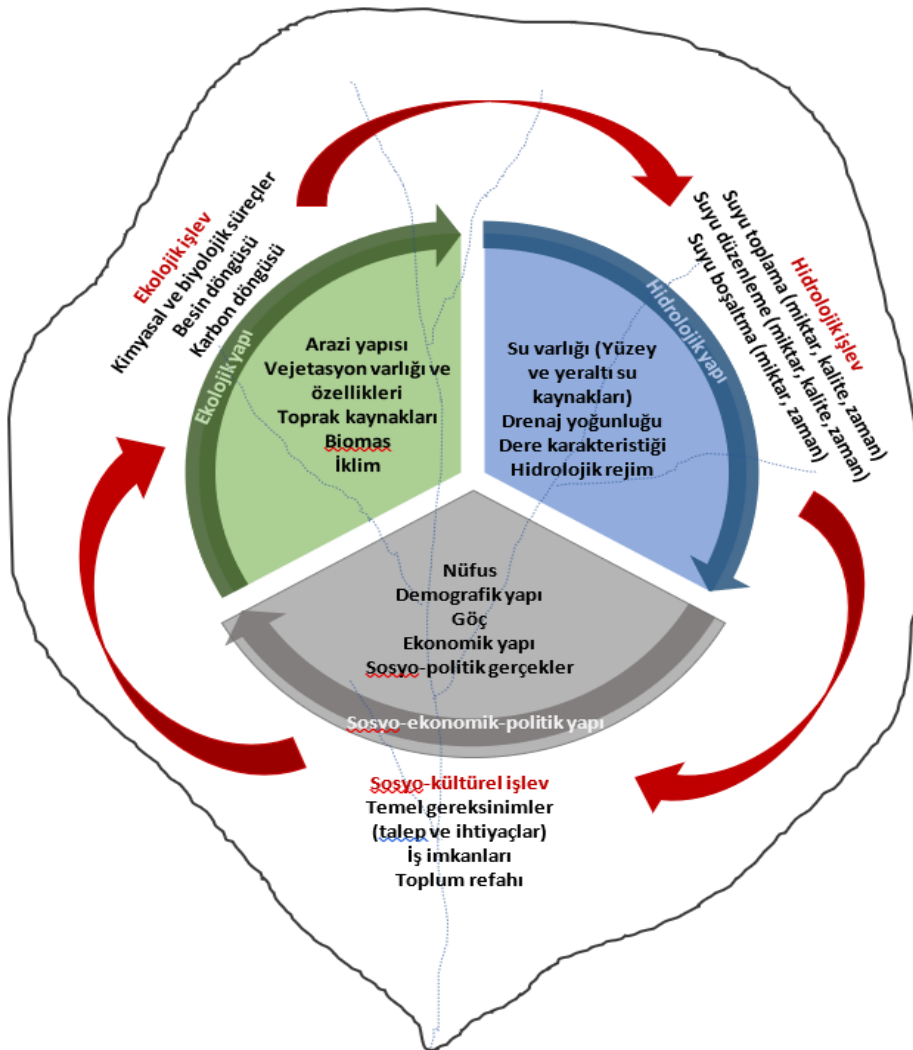 Ekolojik işlev
Kimyasal ve biyolojik süreçler
Besin döngüsü
Karbon döngüsü
Ekolojik yapı
Arazi yapısı
Vejetasyon varlığı ve
özellikleri
Toprak kaynakları
Biomas
İklim
Hidrolojik işlev
Suyu toplama (miktar, kalite, zaman)
Suyu düzenleme (miktar, kalite, zaman)
Suyu boşaltma (miktar, zaman)
Hidrolojik yapı
Su varlığı (Yüzey
ve yeraltı su
kaynakları)
Drenaj yoğunluğu
Dere karakteristiği
Hidrolojik rejim
Nüfus
Demografik yapı
Göç
Ekonomik yapı
Sosyo-politik gerçekler
Sosyo-ekonomik-politik yapı
Sosyo-kültürel işlev
Temel gereksinimler
(talep ve ihtiyaçlar)
İş imkanları
Toplum refahı